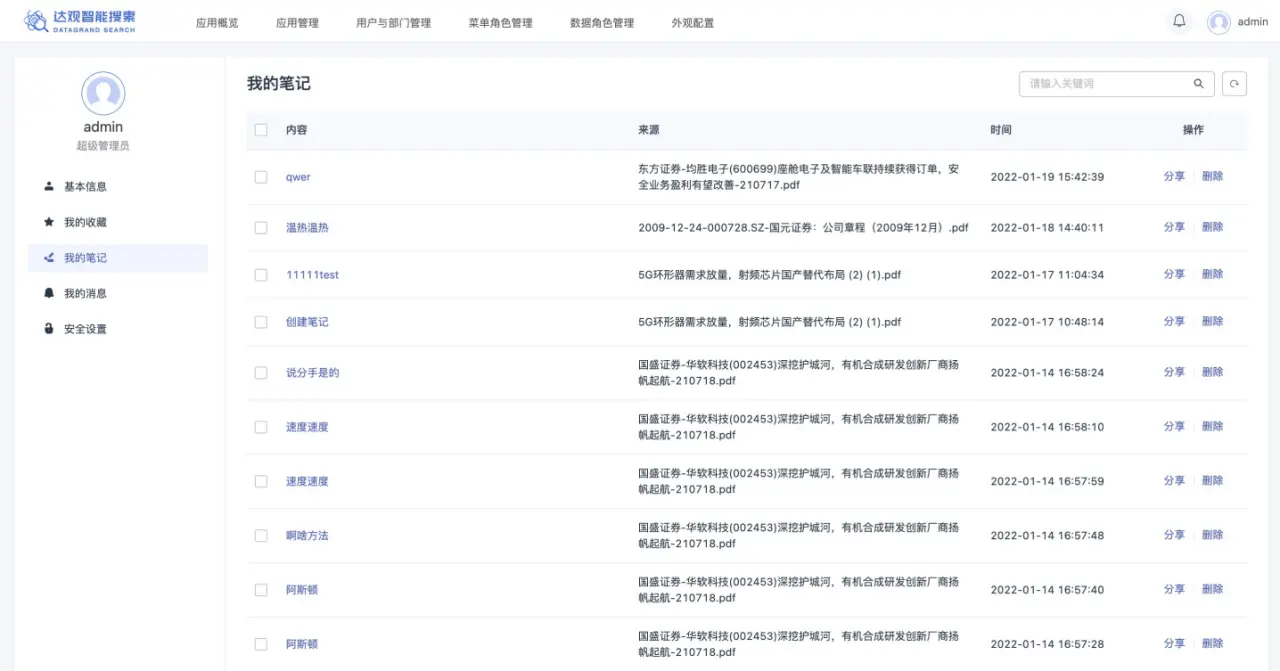 达观智能搜索
DATAGRAND SEARCH
应用概览
应用管理
用户与部门管理
菜单角色管理
数据角色管理
外观配置
admin
admin
超级管理员
基本信息
我的收藏
我的笔记
我的消息
安全设置
我的笔记
请输入关键词
内容
来源
时间
操作
qwer
东方证券-均胜电子(600699)座舱电子及智能车联持续获得订单，安
全业务盈利有望改善-210717.pdf
2022-01-19 15:42:39
分享
删除
温热温热
2009-12-24-000728.SZ-国元证券：公司章程（2009年12月）.pdf
2022-01-18 14:40:11
分享
删除
11111test
5G环形器需求放量，射频芯片国产替代布局 (2) (1).pdf
2022-01-17 11:04:34
分享
删除
创建笔记
5G环形器需求放量，射频芯片国产替代布局 (2) (1).pdf
2022-01-17 10:48:14
分享
删除
说分手是的
国盛证券-华软科技(002453)深挖护城河，有机合成研发创新厂商扬
帆起航-210718.pdf
2022-01-14 16:58:24
分享
删除
速度速度
国盛证券-华软科技(002453)深挖护城河，有机合成研发创新厂商扬
帆起航-210718.pdf
2022-01-14 16:58:10
分享
删除
速度速度
国盛证券-华软科技(002453)深挖护城河，有机合成研发创新厂商扬
帆起航-210718.pdf
2022-01-14 16:57:59
分享
删除
啊啥方法
国盛证券-华软科技(002453)深挖护城河，有机合成研发创新厂商扬
帆起航-210718.pdf
2022-01-14 16:57:48
分享
删除
阿斯顿
国盛证券-华软科技(002453)深挖护城河，有机合成研发创新厂商扬
帆起航-210718.pdf
2022-01-14 16:57:40
分享
删除
阿斯顿
国盛证券-华软科技(002453)深挖护城河，有机合成研发创新厂商扬
帆起航-210718.pdf
2022-01-14 16:57:28
分享
删除